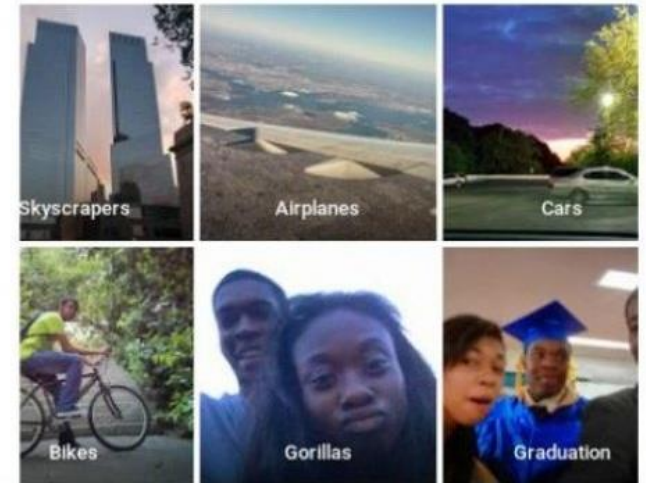 Skyscrapers
Airplanes
Cars
Bikes
Gorillas
Graduation